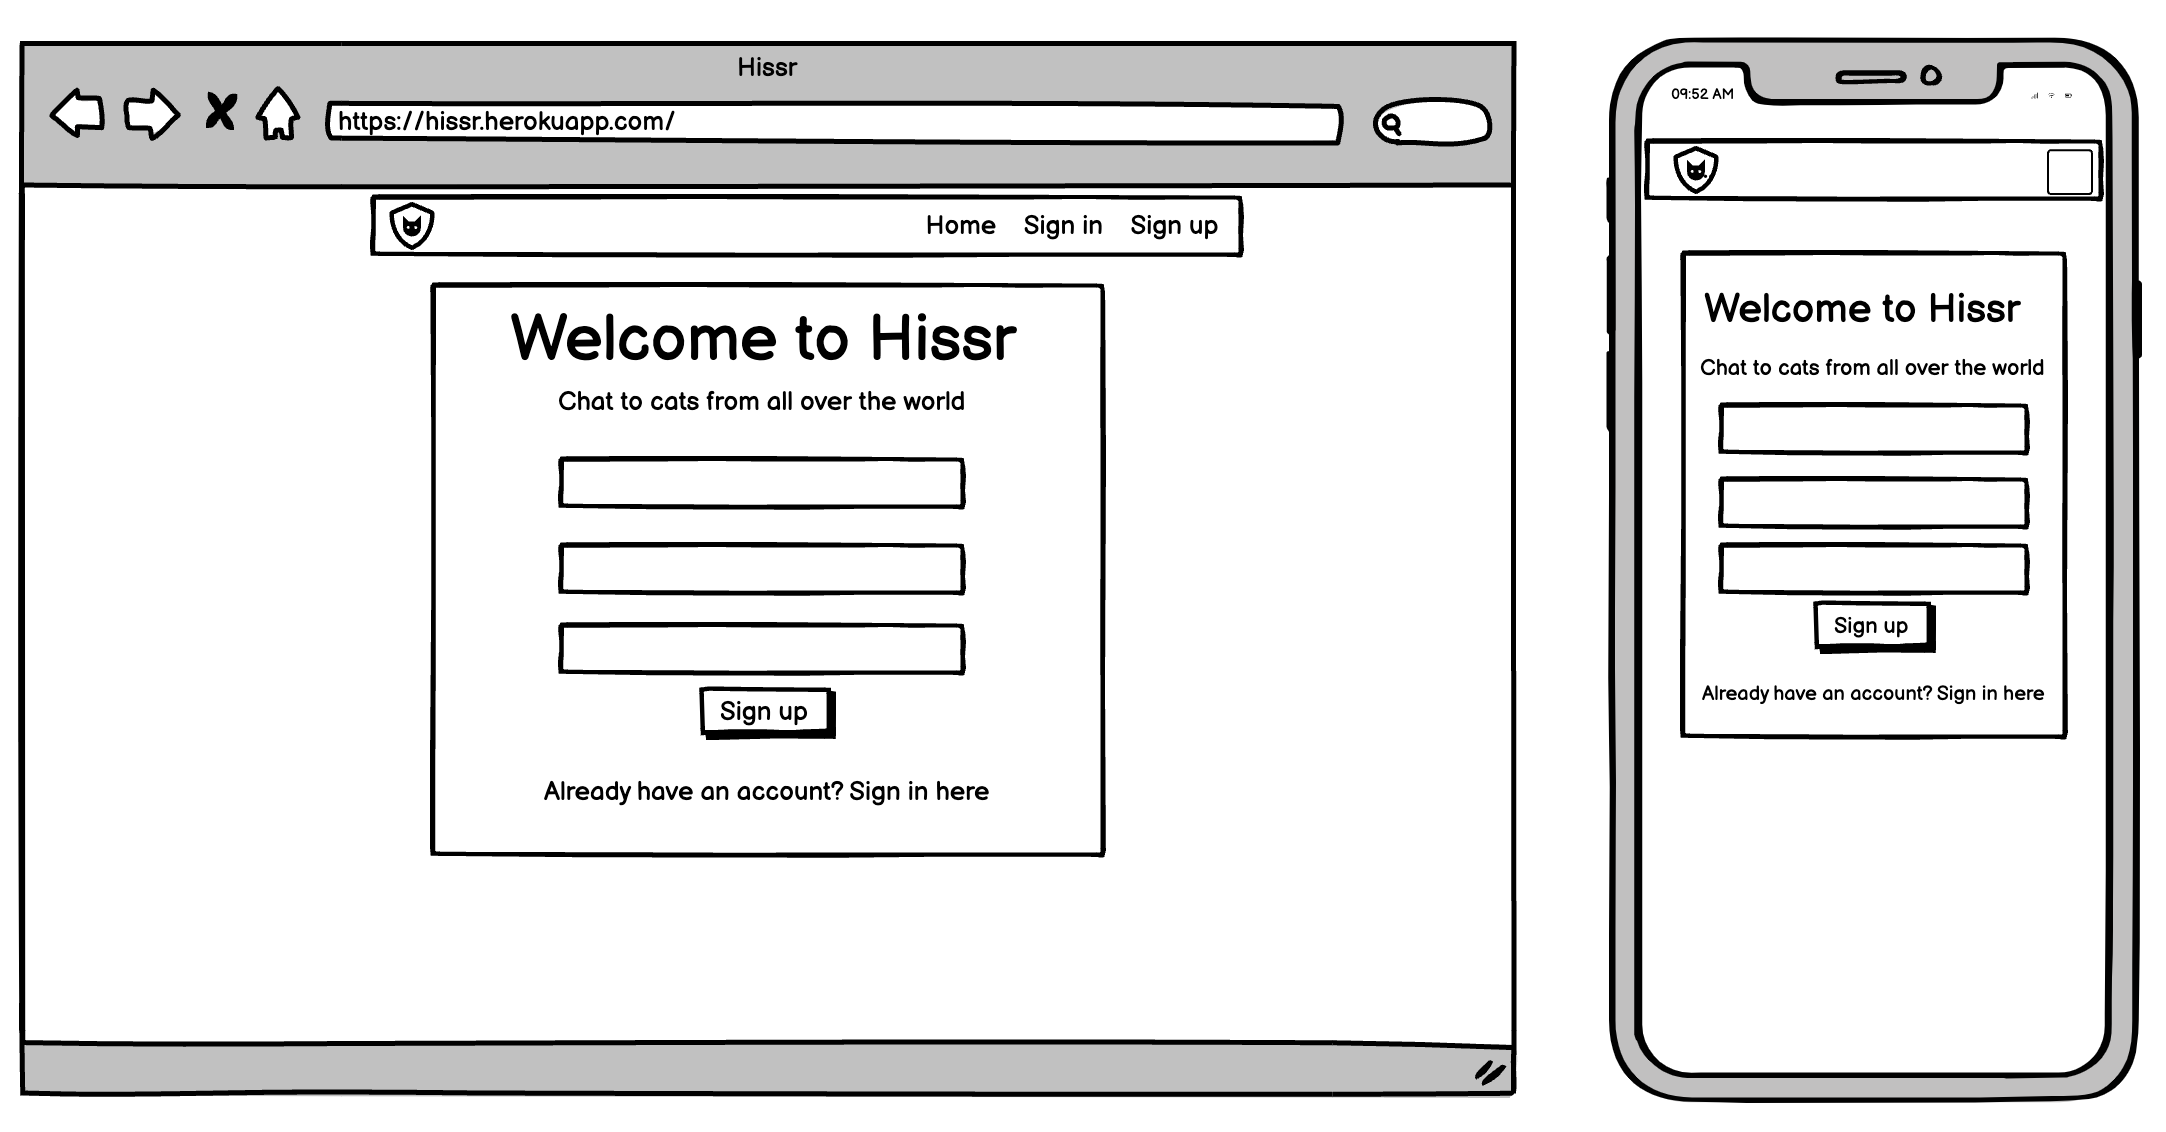 Hissr
https://hissr.herokuapp.com/
Home Sign in Sign up
Welcome to Hissr
Chat to cats from all over the world
Sign up
Already have an account? Sign in here
09:52 AM
Welcome to Hissr
Chat to cats from all over the world
Sign up
Already have an account? Sign in here